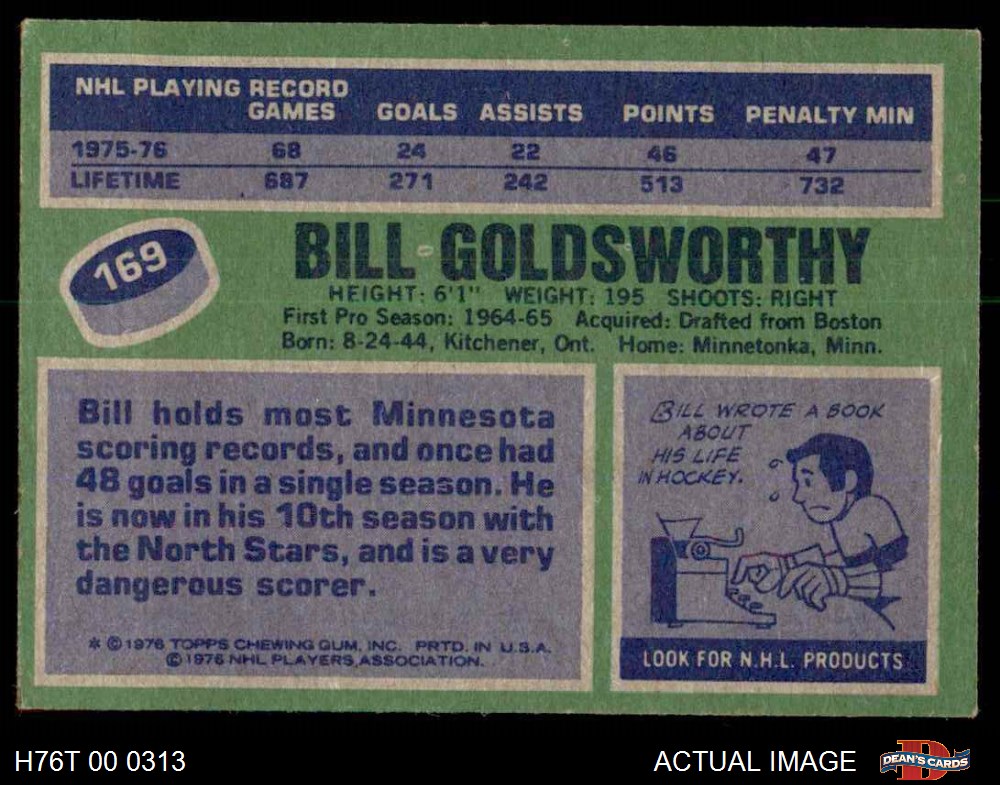 NHL PLAYING RECORD
GAMES GOALS ASSISTS POINTS PENALTY MIN
1975-76 68 24 22 46 47
LIFETIME 687 271 242 513 732
169
BILL GOLDSWORTHY
HEIGHT: 6'1" WEIGHT: 195 SHOOTS: RIGHT
First Pro Season: 1964-65 Acquired: Drafted from Boston
Born: 8-24-44, Kitchener, Ont. Home: Minnetonka, Minn.
Bill holds most Minnesota
scoring records, and once had
48 goals in a single season. He
is now in his 10th season with
the North Stars, and is a very
dangerous scorer.
* © 1976 TOPPS CHEWING GUM, INC. PRTD. IN U.S.A.
© 1976 NHL PLAYERS ASSOCIATION.
BILL WROTE A BOOK
ABOUT
HIS LIFE
IN HOCKEY.
LOOK FOR N.H.L. PRODUCTS
H76T 00 0313
ACTUAL IMAGE
D
DEAN'S CARDS